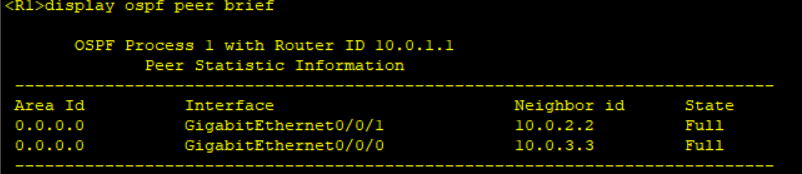 <R1>display ospf peer brief
OSPF Process 1 with Router ID 10.0.1.1
Peer Statistic Information
----------------------------------------------------------------------------
Area Id Interface Neighbor id State
0.0.0.0 GigabitEthernet0/0/1 10.0.2.2 Full
0.0.0.0 GigabitEthernet0/0/0 10.0.3.3 Full
----------------------------------------------------------------------------